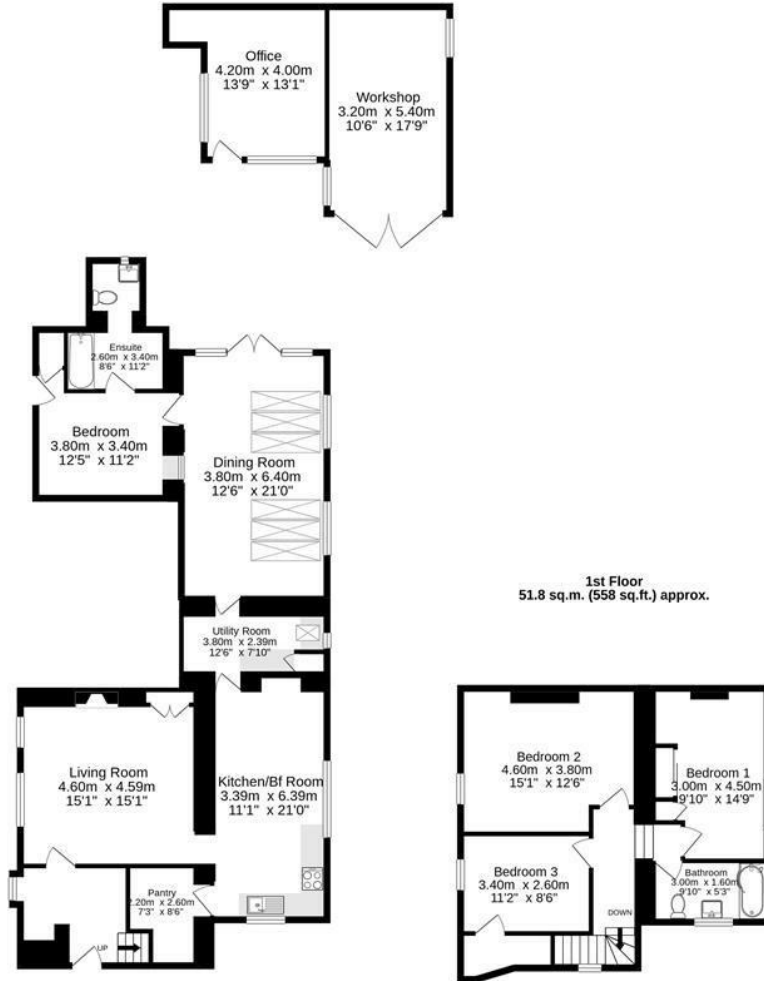 Office
4.20m x 4.00m
13'9" x 13'1"
Workshop
3.20m x 5.40m
10'6" x 17'9"
Ensuite
2.60m x 3.40m
8'6" x 11'2"
Bedroom
3.80m x 3.40m
12'5" x 11'2"
Dining Room
3.80m x 6.40m
12'6" x 21'0"
Utility Room
3.80m x 2.39m
12'6" x 7'10"
Living Room
4.60m x 4.59m
15'1" x 15'1"
Kitchen/Bf Room
3.39m x 6.39m
11'1" x 21'0"
Pantry
2.20m x 2.60m
7'3" x 8'6"
UP
1st Floor
51.8 sq.m. (558 sq.ft.) approx.
Bedroom 2
4.60m x 3.80m
15'1" x 12'6"
Bedroom 1
3.00m x 4.50m
9'10" x 14'9"
Bedroom 3
3.40m x 2.60m
11'2" x 8'6"
Bathroom
3.00m x 1.60m
9'10" x 5'3"
DOWN